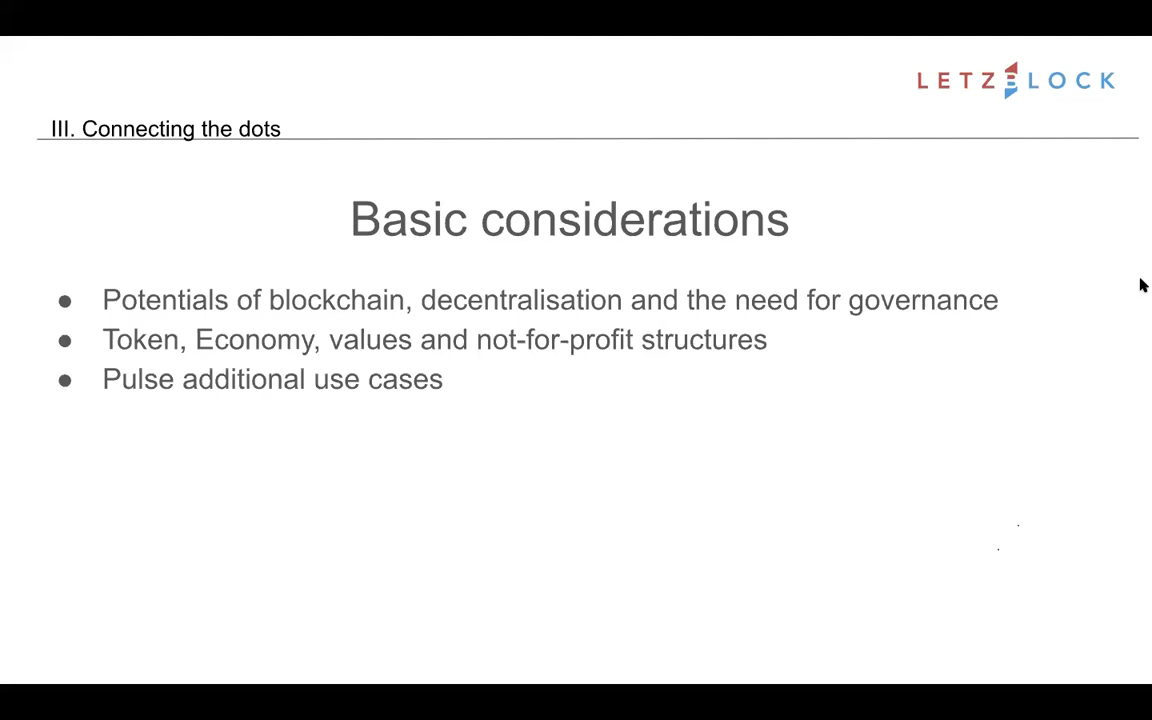 LETZBLOCK
III. Connecting the dots
Basic considerations
● Potentials of blockchain, decentralisation and the need for governance
● Token, Economy, values and not-for-profit structures
● Pulse additional use cases